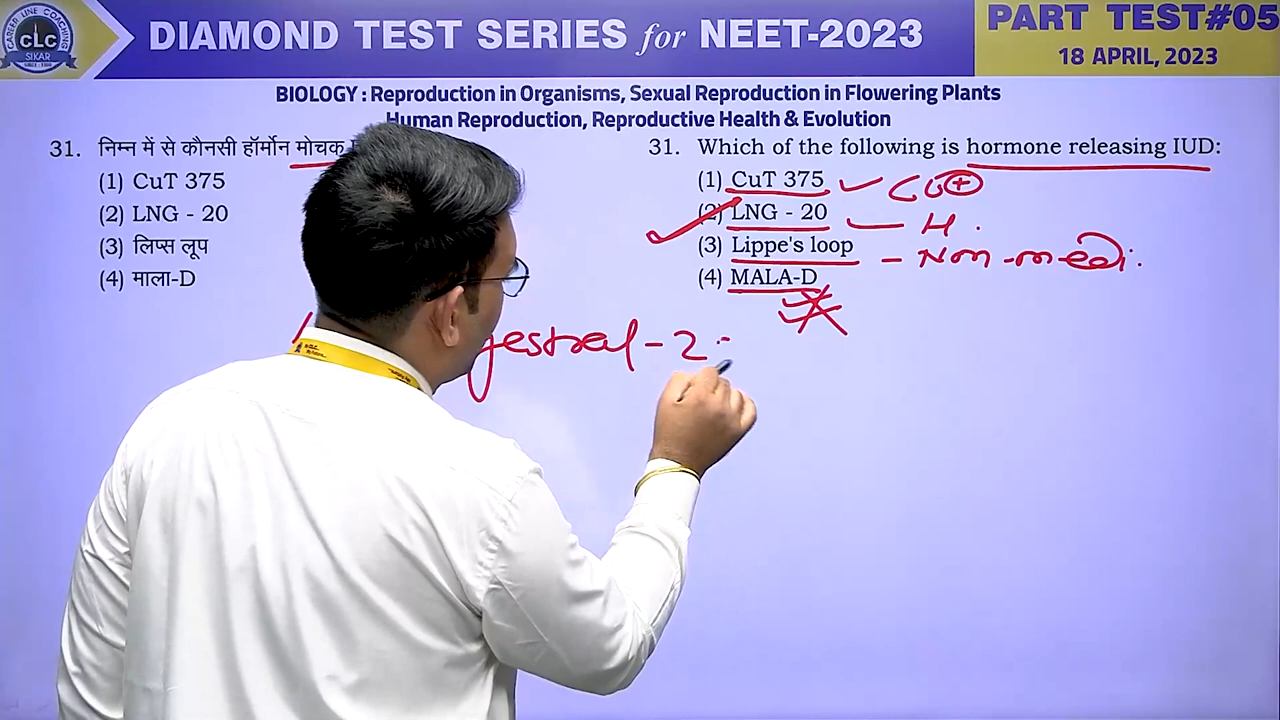 CAREER LINE COACHING
CLC
SIKAR
DIAMOND TEST SERIES for NEET-2023
PART TEST#05
18 APRIL, 2023
BIOLOGY : Reproduction in Organisms, Sexual Reproduction in Flowering Plants
Human Reproduction, Reproductive Health & Evolution
31. निम्न में से कौनसी हॉर्मोन मोचक
(1) CuT 375
(2) LNG - 20
(3) लिप्स लूप
(4) माला-D
31. Which of the following is hormone releasing IUD:
(1) CuT 375 Cu+
(2) LNG - 20 – H.
(3) Lippe's loop – Non-medi.
(4) MALA-D
gestral - 2